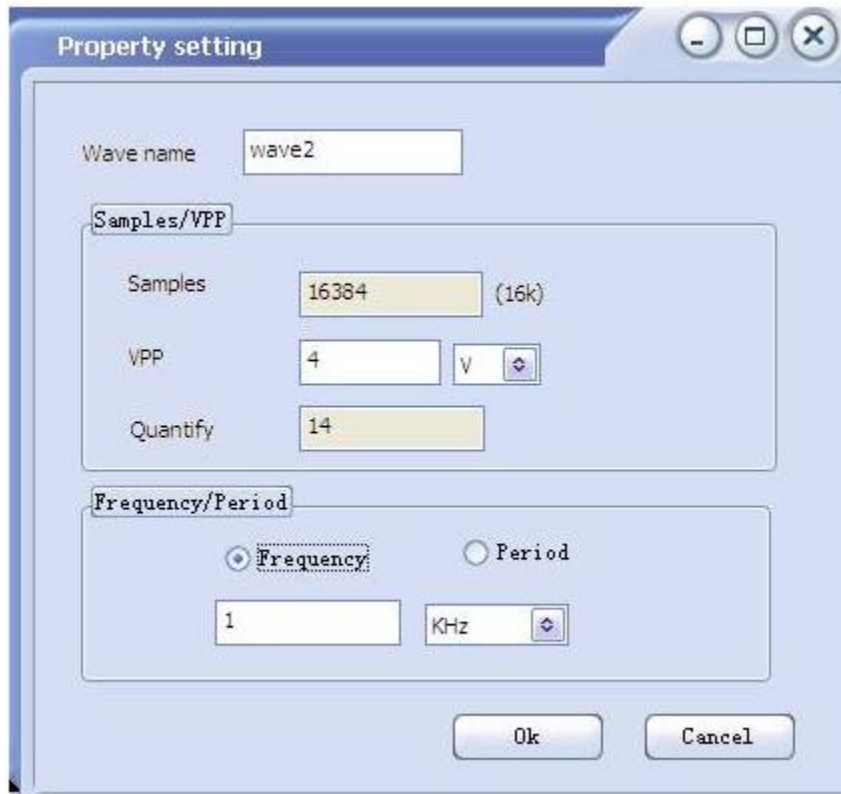 Property setting
Wave name wave2
Samples/VPP
Samples 16384 (16k)
VPP 4 V
Quantify 14
Frequency/Period
Frequency Period
1 KHz
Ok Cancel